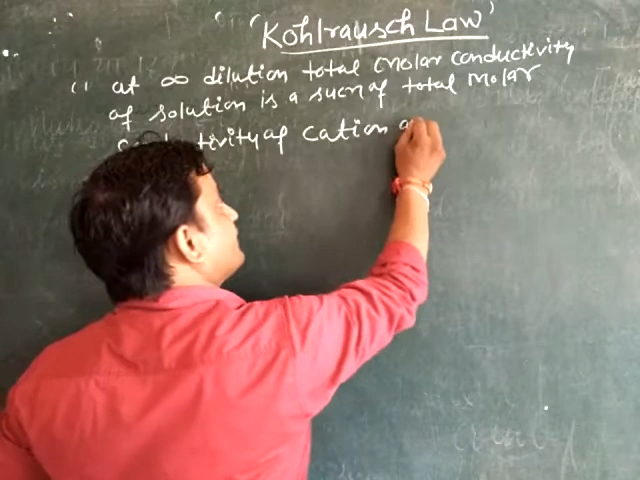 "Kohlrausch Law"
" at ∞ dilution total molar conductivity
of solution is a sum of total molar
tivity of cation